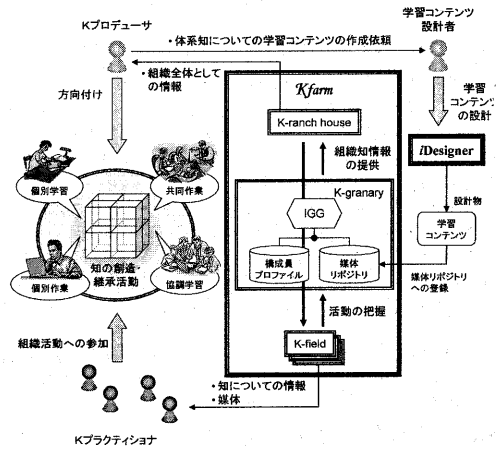 Kプロデューサ
学習コンテンツ
設計者
・体系知についての学習コンテンツの作成依頼
・組織全体として
の情報
方向付け
Kfarm
K-ranch house
学習
コンテンツ
の設計
iDesigner
組織知情報
の提供
個別学習
共同作業
K-granary
IGG
設計物
学習
コンテンツ
知の創造・
継承活動
構成員
プロファイル
媒体
リポジトリ
個別作業
協調学習
媒体リポジトリ
への登録
活動の把握
組織活動への参加
K-field
・知についての情報
・媒体
Kプラクティショナ